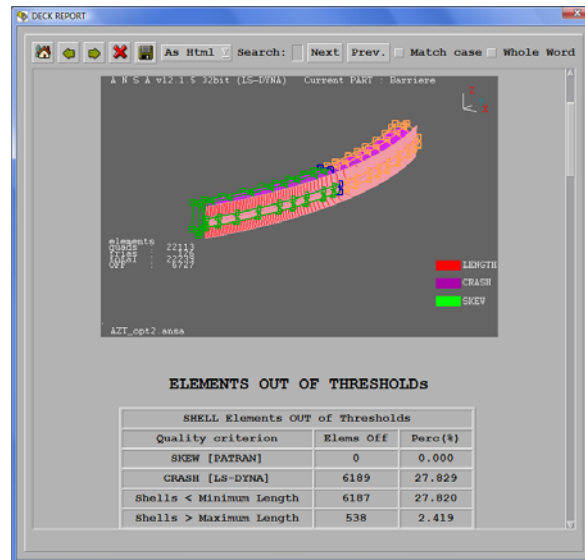 DECK REPORT
As Html Search: Next Prev. Match case Whole Word
A N S A v12.1.5 32bit (LS-DYNA) Current PART : Barriere
Z
X
elements
quads : 22113
trias : 126
total : 22239
OFF : 6727
LENGTH
CRASH
SKEW
AZT_opt2.ansa
ELEMENTS OUT OF THRESHOLDs
SHELL Elements OUT of Thresholds
Quality criterion Elems Off Perc(%)
SKEW [PATRAN] 0 0.000
CRASH [LS-DYNA] 6189 27.829
Shells < Minimum Length 6187 27.820
Shells > Maximum Length 538 2.419